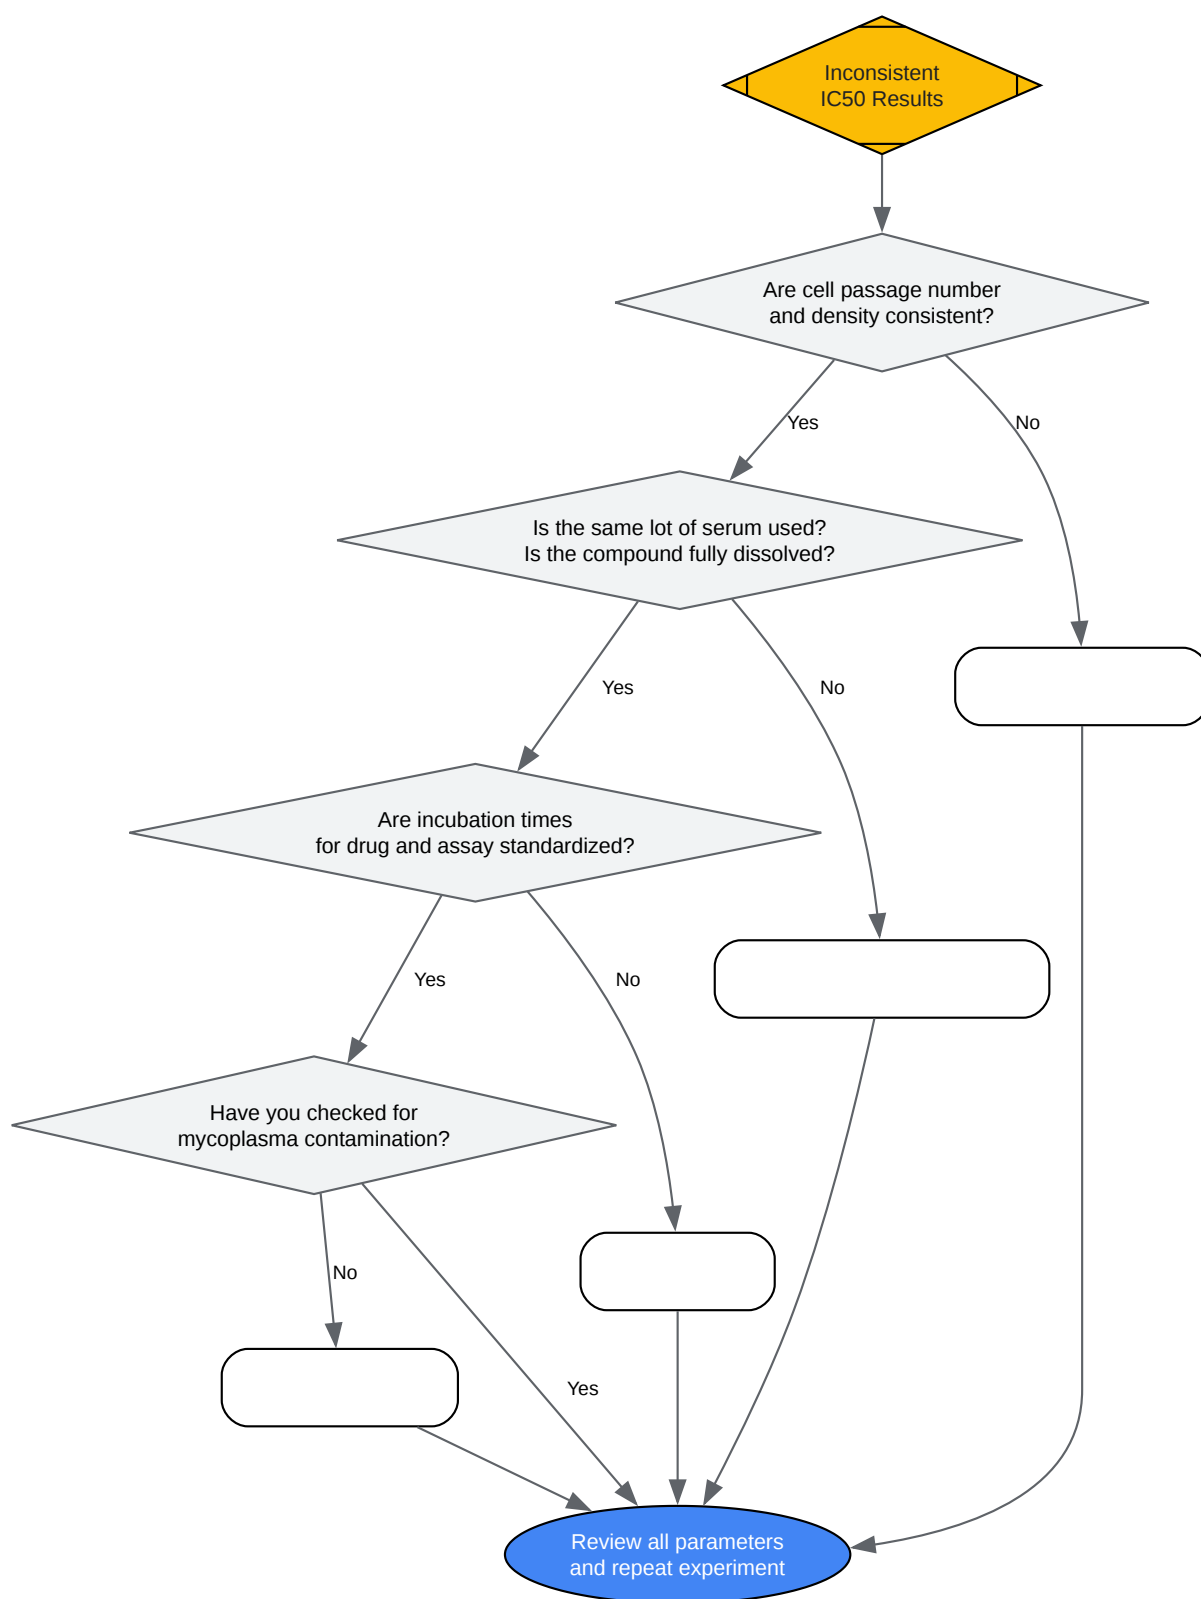 Inconsistent
IC50 Results
Are cell passage number
and density consistent?
Yes
No
Is the same lot of serum used?
Is the compound fully dissolved?
Yes
No
Are incubation times
for drug and assay standardized?
Yes
No
Have you checked for
mycoplasma contamination?
No
Yes
Review all parameters
and repeat experiment